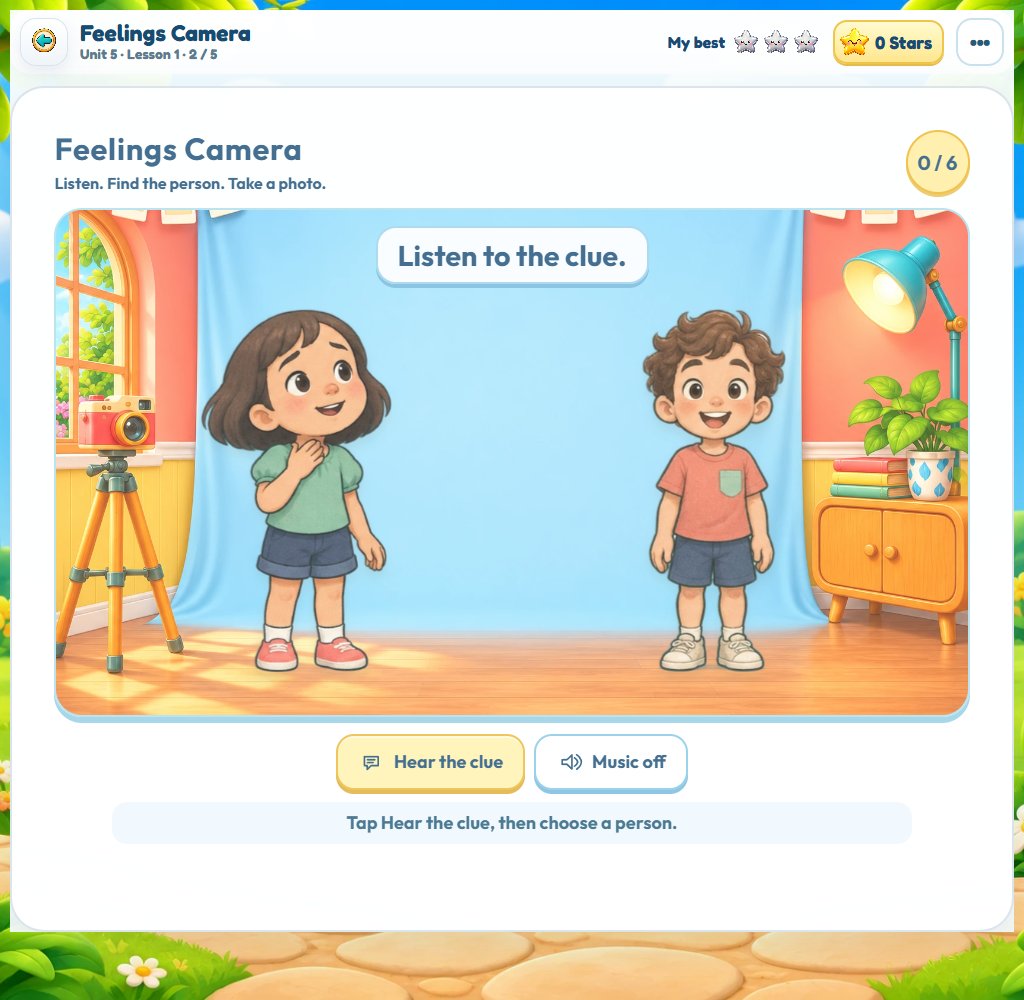 Feelings Camera
Unit 5 · Lesson 1 · 2 / 5
My best
0 Stars
Feelings Camera
Listen. Find the person. Take a photo.
0 / 6
Listen to the clue.
Hear the clue
Music off
Tap Hear the clue, then choose a person.